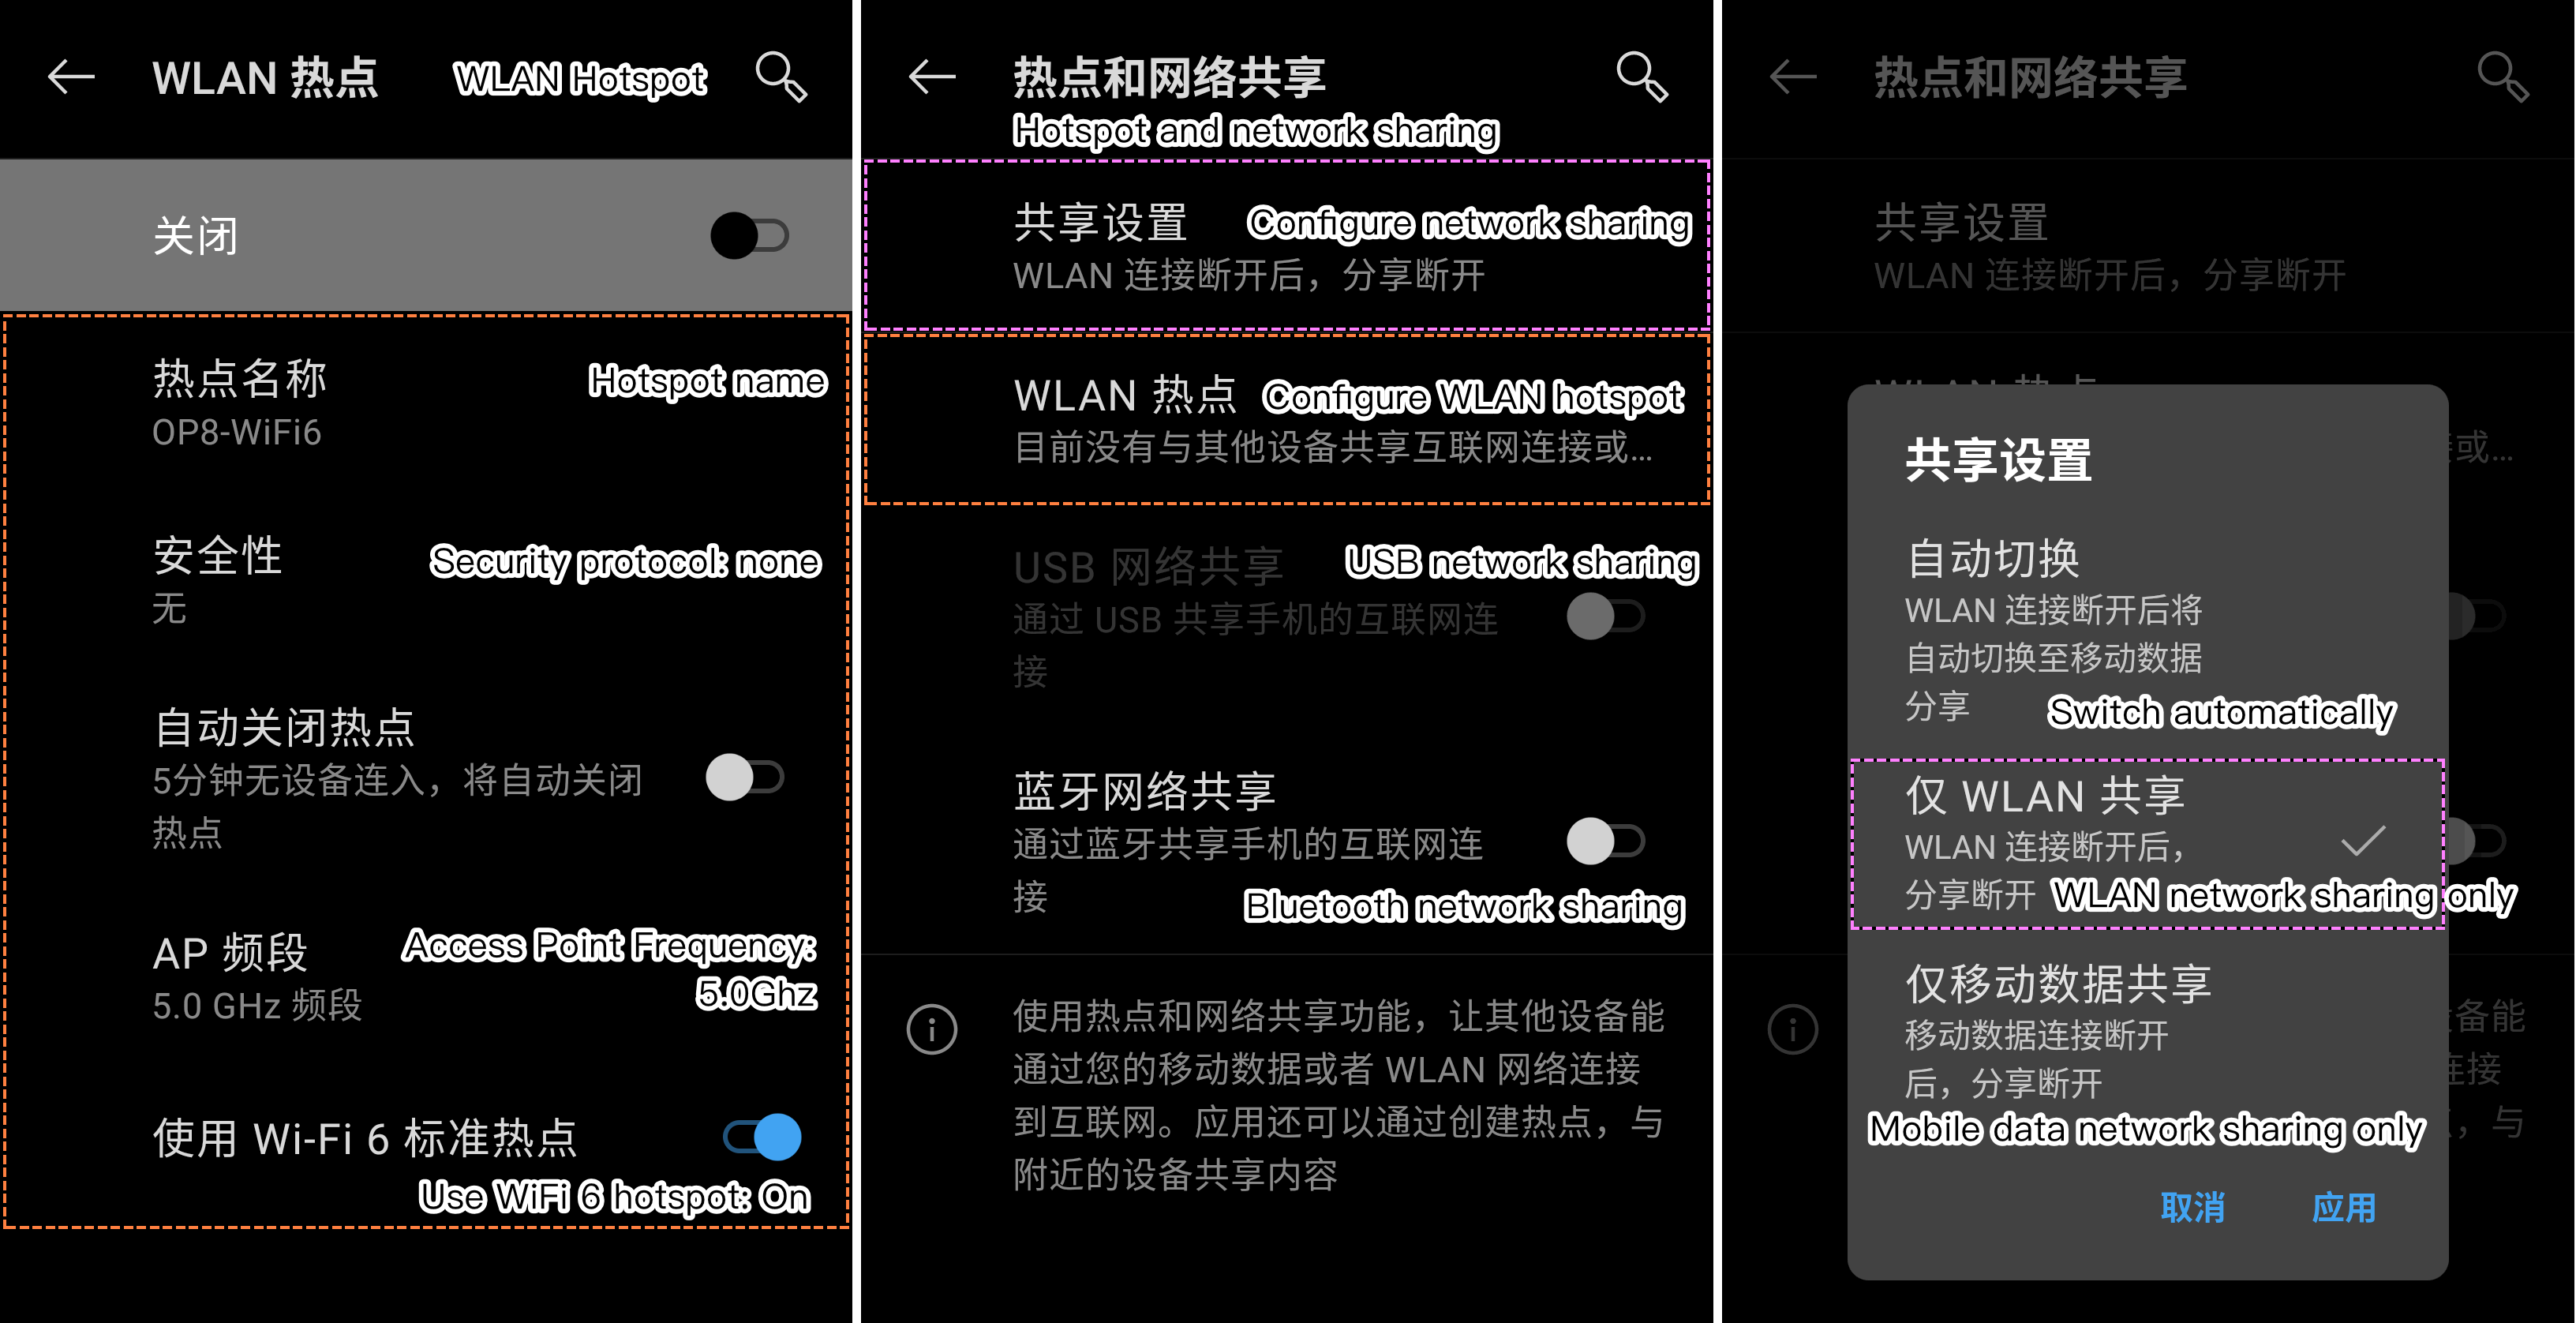 WLAN 热点
WLAN Hotspot
关闭
热点名称
Hotspot name
OP8-WiFi6
安全性
Security protocol: none
无
自动关闭热点
5分钟无设备连入，将自动关闭
热点
AP 频段
Access Point Frequency:
5.0Ghz
5.0 GHz 频段
使用 Wi-Fi 6 标准热点
Use WiFi 6 hotspot: On
热点和网络共享
Hotspot and network sharing
共享设置
Configure network sharing
WLAN 连接断开后，分享断开
WLAN 热点
Configure WLAN hotspot
目前没有与其他设备共享互联网连接或...
USB 网络共享
USB network sharing
通过 USB 共享手机的互联网连
接
蓝牙网络共享
通过蓝牙共享手机的互联网连
接
Bluetooth network sharing
使用热点和网络共享功能，让其他设备能
通过您的移动数据或者 WLAN 网络连接
到互联网。应用还可以通过创建热点，与
附近的设备共享内容
热点和网络共享
共享设置
WLAN 连接断开后，分享断开
WLAN 热点
或...
共享设置
自动切换
WLAN 连接断开后将
自动切换至移动数据
分享
Switch automatically
仅 WLAN 共享
WLAN 连接断开后，
分享断开
WLAN network sharing only
仅移动数据共享
移动数据连接断开
后，分享断开
Mobile data network sharing only
备能
连接
，与
取消
应用